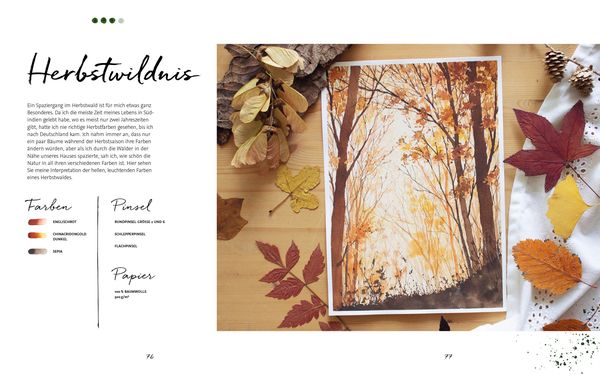 Herbstwildnis
Ein Spaziergang im Herbstwald ist für mich etwas ganz
Besonderes. Da ich die meiste Zeit meines Lebens in Süd-
indien gelebt habe, wo es meist nur zwei Jahreszeiten
gibt, hatte ich nie richtige Herbstfarben gesehen, bis ich
nach Deutschland kam. Ich nahm immer an, dass nur
ein paar Bäume während der Herbstsaison ihre Farben
ändern würden, aber als ich durch die Wälder in der
Nähe unseres Hauses spazierte, sah ich, wie schön die
Natur in all ihren verschiedenen Farben ist. Hier sehen
Sie meine Interpretation der hellen, leuchtenden Farben
eines Herbstwaldes.
Farben
ENGLISCHROT
CHINACRIDONGOLD
DUNKEL
SEPIA
Pinsel
RUNDPINSEL GRÖSSE 2 UND 6
SCHLEPPERPINSEL
FLACHPINSEL
Papier
100 % BAUMWOLLE
300 g/m²
76
77